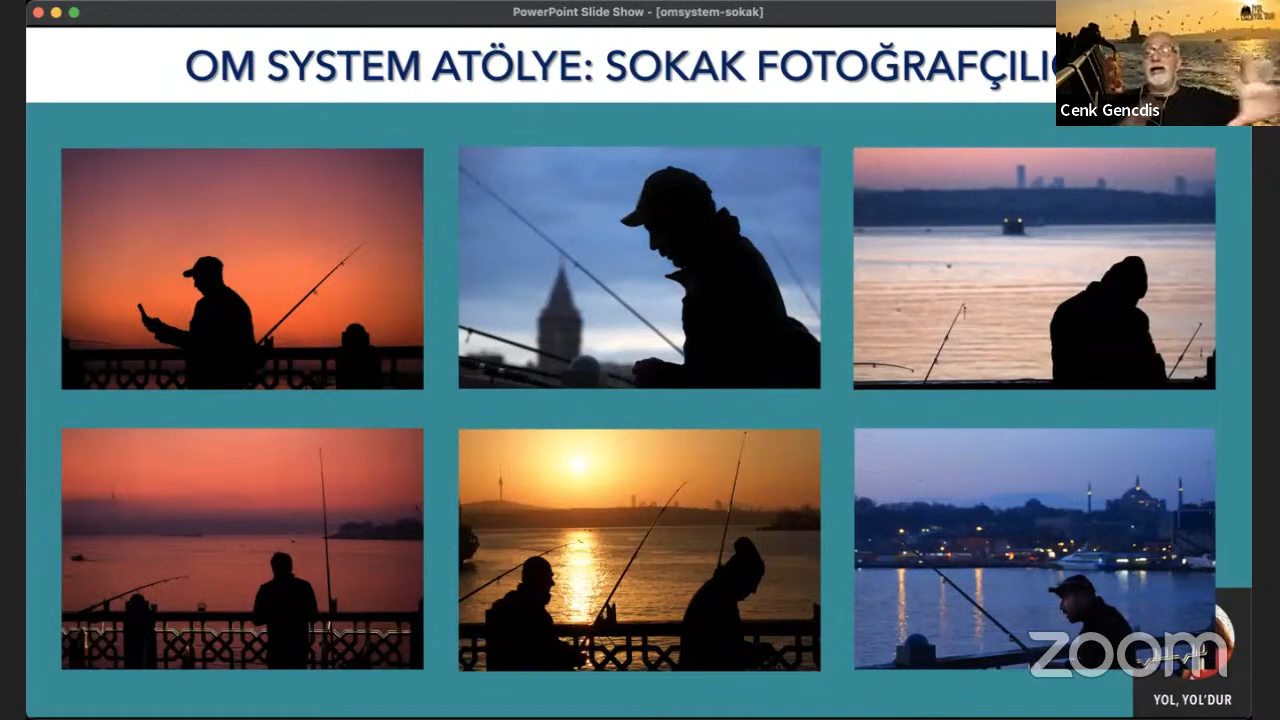 PowerPoint Slide Show - [omsystem-sokak]
OM SYSTEM ATÖLYE: SOKAK FOTOĞRAFÇILI
Cenk Gencdis
zoom
YOL, YOL'DUR